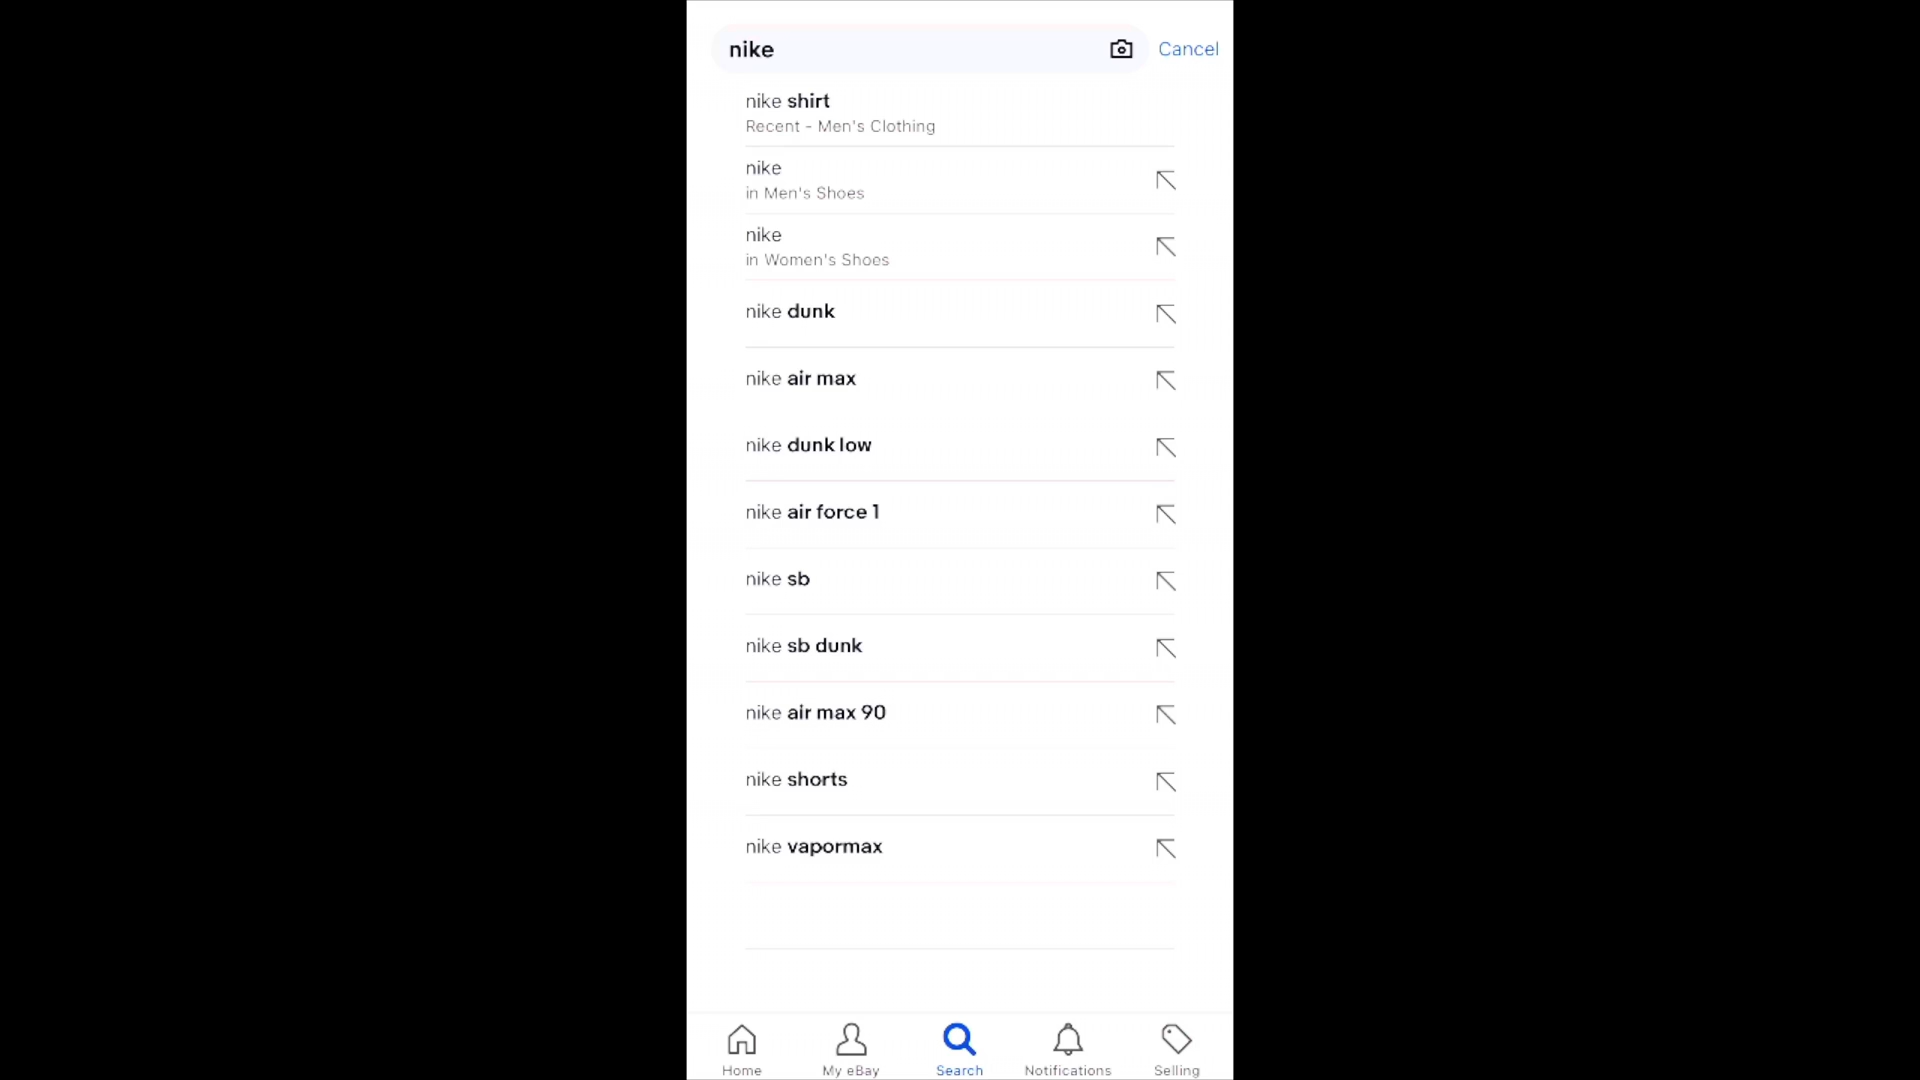 nike
Cancel
nike shirt
Recent - Men's Clothing
nike
in Men's Shoes
nike
in Women's Shoes
nike dunk
nike air max
nike dunk low
nike air force 1
nike sb
nike sb dunk
nike air max 90
nike shorts
nike vapormax
Home
My eBay
Search
Notifications
Selling